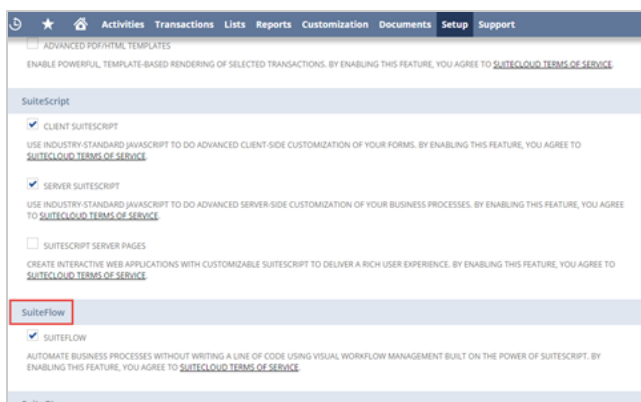 Activities Transactions Lists Reports Customization Documents Setup Support
ADVANCED PDF/HTML TEMPLATES
ENABLE POWERFUL, TEMPLATE-BASED RENDERING OF SELECTED TRANSACTIONS. BY ENABLING THIS FEATURE, YOU AGREE TO SUITECLOUD TERMS OF SERVICE.
SuiteScript
CLIENT SUITESCRIPT
USE INDUSTRY-STANDARD JAVASCRIPT TO DO ADVANCED CLIENT-SIDE CUSTOMIZATION OF YOUR FORMS. BY ENABLING THIS FEATURE, YOU AGREE TO
SUITECLOUD TERMS OF SERVICE.
SERVER SUITESCRIPT
USE INDUSTRY-STANDARD JAVASCRIPT TO DO ADVANCED SERVER-SIDE CUSTOMIZATION OF YOUR BUSINESS PROCESSES. BY ENABLING THIS FEATURE, YOU AGREE
TO SUITECLOUD TERMS OF SERVICE.
SUITESCRIPT SERVER PAGES
CREATE INTERACTIVE WEB APPLICATIONS WITH CUSTOMIZABLE SUITESCRIPT TO DELIVER A RICH USER EXPERIENCE. BY ENABLING THIS FEATURE, YOU AGREE TO
SUITECLOUD TERMS OF SERVICE.
SuiteFlow
SUITEFLOW
AUTOMATE BUSINESS PROCESSES WITHOUT WRITING A LINE OF CODE USING VISUAL WORKFLOW MANAGEMENT BUILT ON THE POWER OF SUITESCRIPT. BY
ENABLING THIS FEATURE, YOU AGREE TO SUITECLOUD TERMS OF SERVICE.